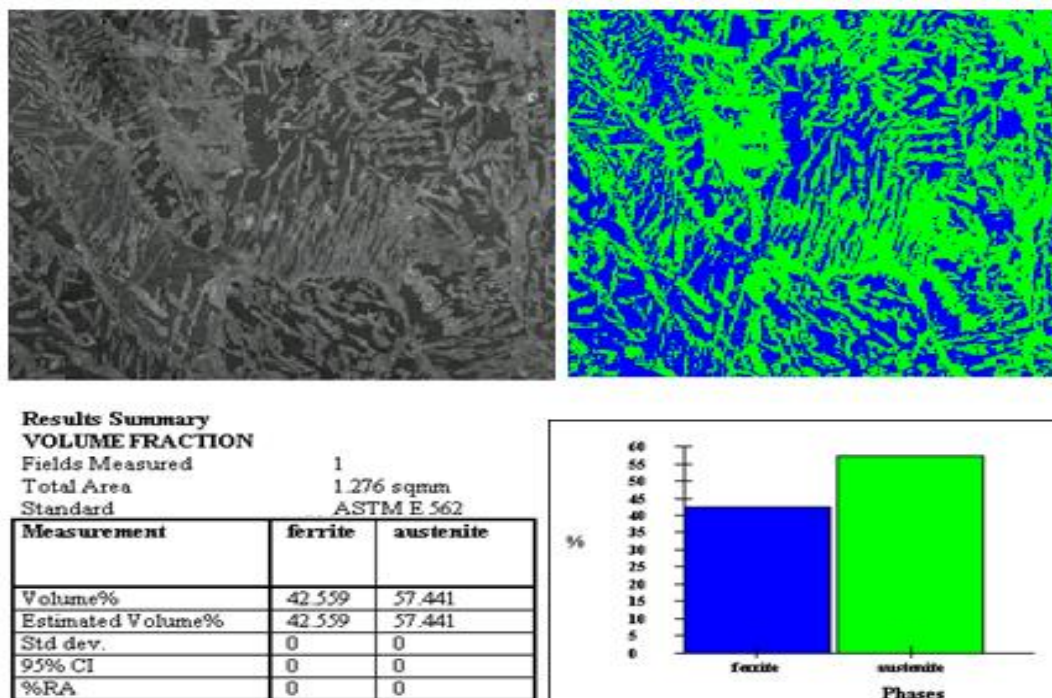 Results Summary
VOLUME FRACTION
Fields Measured 1
Total Area 1.276 sqmm
Standard ASTM E 562
Measurement ferrite austenite
Volume% 42.559 57.441
Estimated Volume% 42.559 57.441
Std dev. 0 0
95% CI 0 0
%RA 0 0
60
55
50
45
40
35
30
25
20
15
10
5
0
%
ferrite austenite
Phases